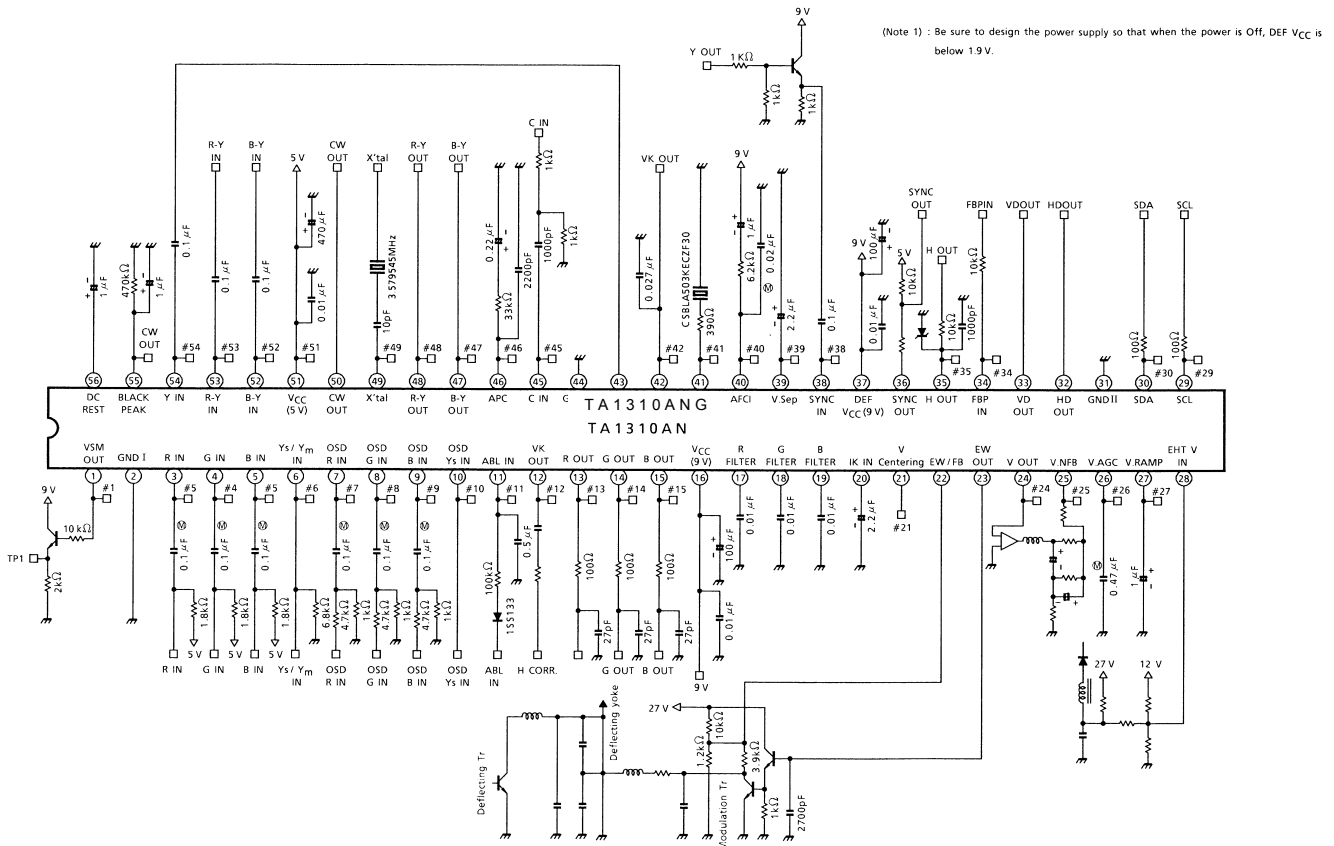 9 V
(Note 1) : Be sure to design the power supply so that when the power is Off, DEF VCC is
below 1.9 V.
Y OUT
1 KΩ
1kΩ
1kΩ
C IN
R-Y IN
B-Y IN
5 V
CW OUT
X'tal
R-Y OUT
B-Y OUT
1kΩ
VK OUT
9 V
SYNC OUT
FBPIN
VDOUT
HDOUT
SDA
SCL
1 μF
470kΩ
1 μF
CW OUT
0.1 μF
0.1 μF
0.1 μF
470 μF
0.01 μF
3.579545MHz
10pF
0.22 μF
33kΩ
2200pF
1000pF
1kΩ
0.027 μF
CSBLA503KECZF30
390Ω
1 μF
6.2kΩ
0.02 μF
M
2.2 μF
0.1 μF
9 V
100 μF
0.01 μF
5 V
10kΩ
H OUT
10kΩ
1000pF
10kΩ
100Ω
100Ω
#54
#53
#52
#51
#49
#48
#47
#46
#45
#42
#41
#40
#39
#38
#35
#34
#30
#29
56 55 54 53 52 51 50 49 48 47 46 45 44 43 42 41 40 39 38 37 36 35 34 33 32 31 30 29
DC REST
BLACK PEAK
Y IN
R-Y IN
B-Y IN
VCC (5 V)
CW OUT
X'tal
R-Y OUT
B-Y OUT
APC
C IN
G
AFCI
V.Sep
SYNC IN
DEF VCC (9 V)
SYNC OUT
H OUT
FBP IN
VD OUT
HD OUT
GND II
SDA
SCL
TA1310ANG
TA1310AN
VSM OUT
GND I
R IN
G IN
B IN
Ys / Ym IN
OSD R IN
OSD G IN
OSD B IN
OSD Ys IN
ABL IN
VK OUT
R OUT
G OUT
B OUT
VCC (9 V)
R FILTER
G FILTER
B FILTER
IK IN
V Centering
EW / FB
EW OUT
V OUT
V.NFB
V.AGC
V.RAMP
EHT V IN
1 2 3 4 5 6 7 8 9 10 11 12 13 14 15 16 17 18 19 20 21 22 23 24 25 26 27 28
9 V
#1
#5
#4
#5
#6
#7
#8
#9
#10
#11
#12
#13
#14
#15
#21
#24
#25
#26
#27
10 kΩ
TP1
2kΩ
M
0.1 μF
M
0.1 μF
M
0.1 μF
M
0.1 μF
M
0.1 μF
M
0.1 μF
1.8kΩ
1.8kΩ
1.8kΩ
6.8kΩ
4.7kΩ
1kΩ
4.7kΩ
1kΩ
4.7kΩ
1kΩ
100kΩ
1SS133
0.5 μF
100Ω
100Ω
100Ω
27pF
27pF
27pF
100 μF
0.01 μF
0.01 μF
0.01 μF
0.01 μF
2.2 μF
M
0.47 μF
1μF
5 V
5 V
5 V
R IN
G IN
B IN
Ys / Ym IN
OSD R IN
OSD G IN
OSD B IN
OSD Ys IN
ABL IN
H CORR.
G OUT
B OUT
9 V
27 V
12 V
Deflecting yoke
27 V
10kΩ
1.2kΩ
3.9kΩ
Deflecting Tr
Modulation Tr
1kΩ
2700pF